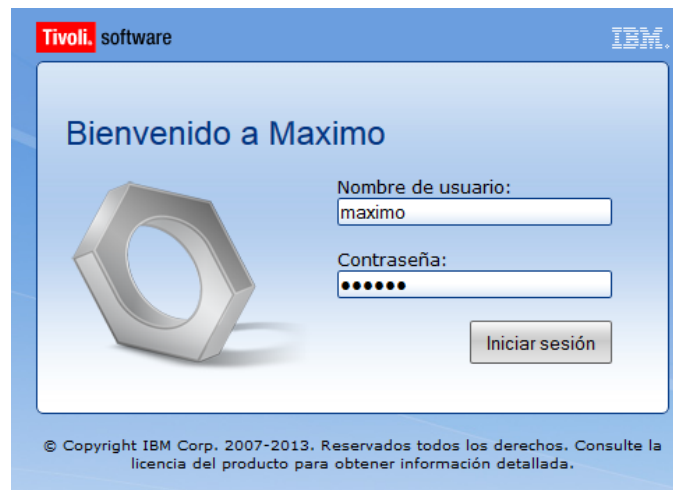 Tivoli. software
IBM.
Bienvenido a Maximo
Nombre de usuario:
maximo
Contraseña:
●●●●●●
Iniciar sesión
© Copyright IBM Corp. 2007-2013. Reservados todos los derechos. Consulte la
licencia del producto para obtener información detallada.